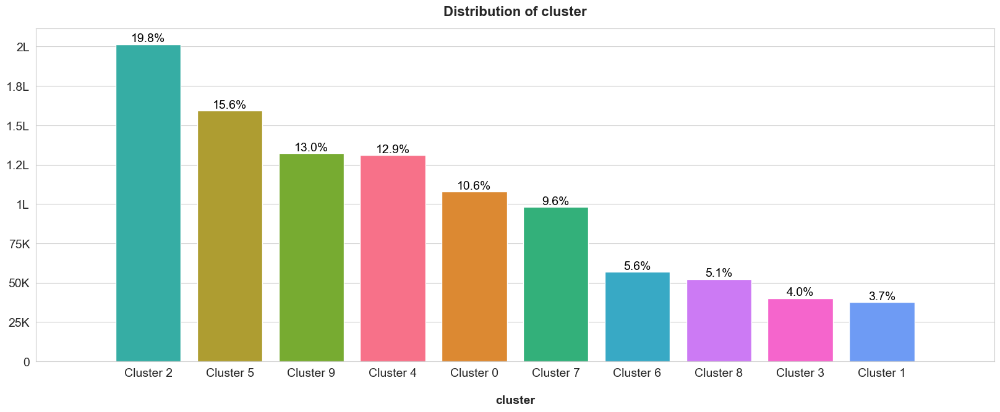 Distribution of cluster
2L
1.8L
1.5L
1.2L
1L
75K
50K
25K
0
19.8%
15.6%
13.0%
12.9%
10.6%
9.6%
5.6%
5.1%
4.0%
3.7%
Cluster 2 Cluster 5 Cluster 9 Cluster 4 Cluster 0 Cluster 7 Cluster 6 Cluster 8 Cluster 3 Cluster 1
cluster